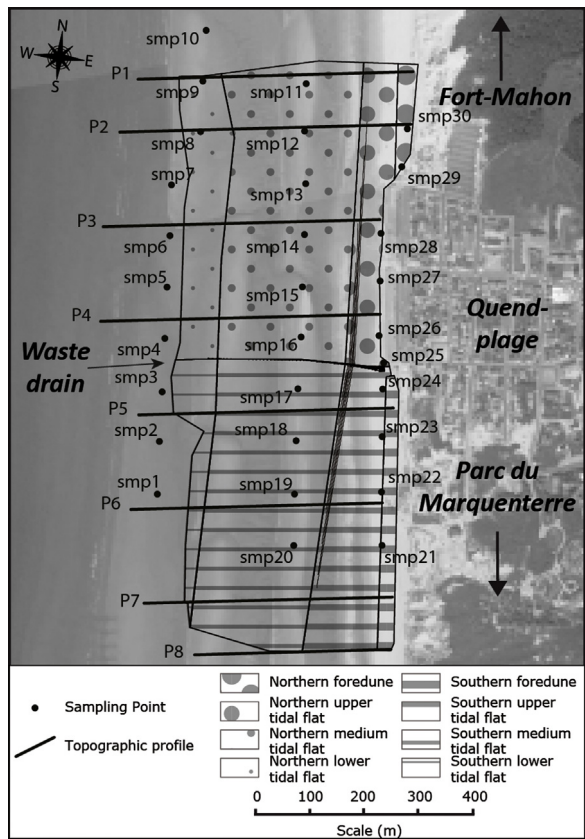 smp10
N
W
E
S
P1
smp9
smp11
Fort-Mahon
smp30
P2
smp8
smp12
smp7
smp29
smp13
P3
smp6
smp14
smp28
smp5
smp27
smp15
Quend-
plage
P4
smp26
smp4
smp16
Waste
drain
smp25
smp3
smp24
smp17
P5
smp2
smp18
smp23
Parc du
Marquenterre
smp1
smp19
smp22
P6
smp20
smp21
P7
P8
Sampling Point
Topographic profile
Northern foredune
Northern upper
tidal flat
Northern medium
tidal flat
Northern lower
tidal flat
Southern foredune
Southern upper
tidal flat
Southern medium
tidal flat
Southern lower
tidal flat
0 100 200 300 400
Scale (m)